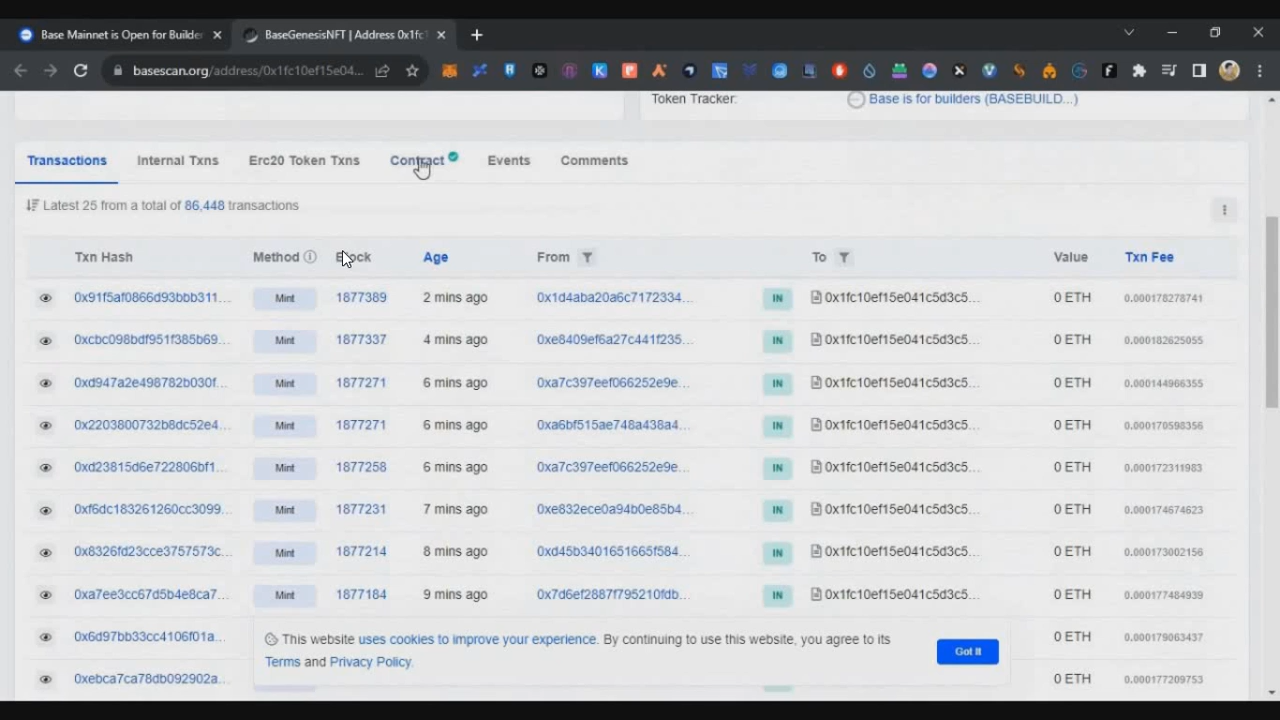 Base Mainnet is Open for Builder
BaseGenesisNFT | Address 0x1fc1
basescan.org/address/0x1fc10ef15e04...
Token Tracker:
Base is for builders (BASEBUILD...)
Transactions
Internal Txns
Erc20 Token Txns
Contract
Events
Comments
Latest 25 from a total of 86,448 transactions
Txn Hash Method Block Age From To Value Txn Fee
0x91f5af0866d93bbb311... Mint 1877389 2 mins ago 0x1d4aba20a6c7172334... IN 0x1fc10ef15e041c5d3c5... 0 ETH 0.000178278741
0xcbc098bdf951f385b69... Mint 1877337 4 mins ago 0xe8409ef6a27c441f235... IN 0x1fc10ef15e041c5d3c5... 0 ETH 0.000182625055
0xd947a2e498782b030f... Mint 1877271 6 mins ago 0xa7c397eef066252e9e... IN 0x1fc10ef15e041c5d3c5... 0 ETH 0.000144966355
0x2203800732b8dc52e4... Mint 1877271 6 mins ago 0xa6bf515ae748a438a4... IN 0x1fc10ef15e041c5d3c5... 0 ETH 0.000170598356
0xd23815d6e722806bf1... Mint 1877258 6 mins ago 0xa7c397eef066252e9e... IN 0x1fc10ef15e041c5d3c5... 0 ETH 0.000172311983
0xf6dc183261260cc3099... Mint 1877231 7 mins ago 0xe832ece0a94b0e85b4... IN 0x1fc10ef15e041c5d3c5... 0 ETH 0.000174674623
0x8326fd23cce3757573c... Mint 1877214 8 mins ago 0xd45b3401651665f584... IN 0x1fc10ef15e041c5d3c5... 0 ETH 0.000173002156
0xa7ee3cc67d5b4e8ca7... Mint 1877184 9 mins ago 0x7d6ef2887f795210fdb... IN 0x1fc10ef15e041c5d3c5... 0 ETH 0.000177484939
0x6d97bb33cc4106f01a... 0 ETH 0.000179063437
0xebca7ca78db092902a... 0 ETH 0.000177209753
This website uses cookies to improve your experience. By continuing to use this website, you agree to its
Terms and Privacy Policy.
Got It